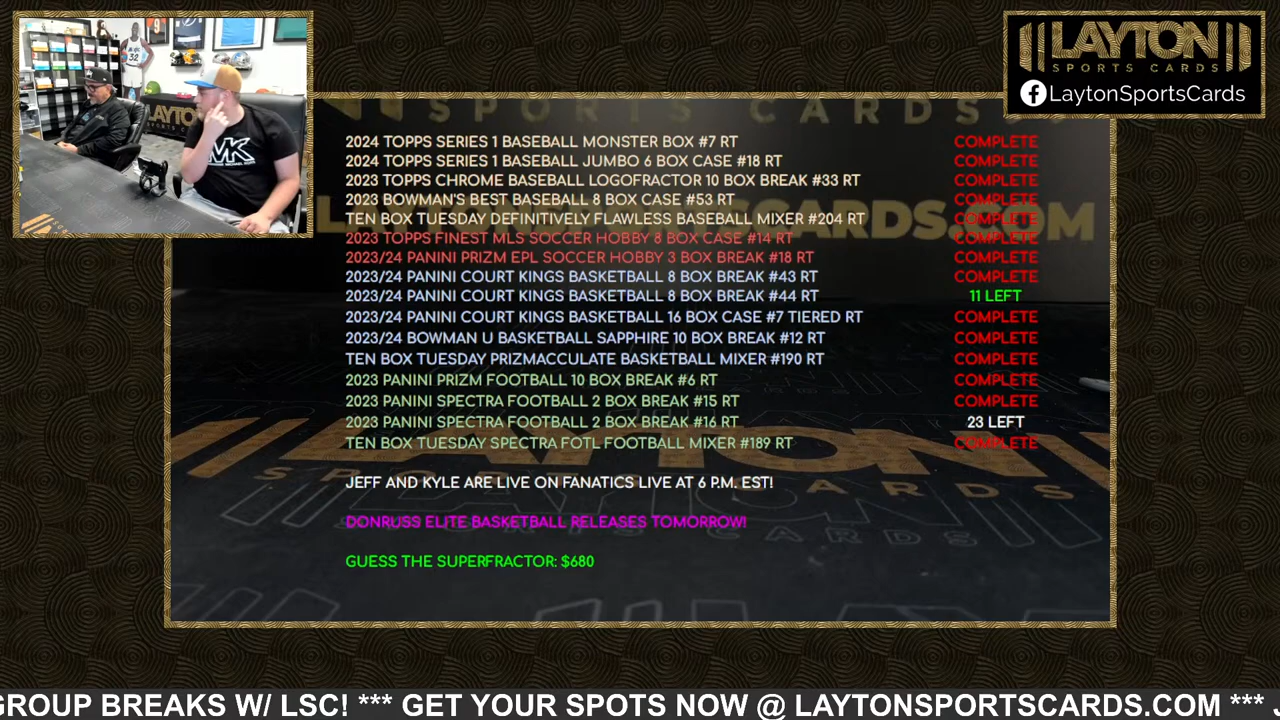 LAYTON
SPORTS CARDS
LaytonSportsCards
SPORTS CARDS
2024 TOPPS SERIES 1 BASEBALL MONSTER BOX #7 RT COMPLETE
2024 TOPPS SERIES 1 BASEBALL JUMBO 6 BOX CASE #18 RT COMPLETE
2023 TOPPS CHROME BASEBALL LOGOFRACTOR 10 BOX BREAK #33 RT COMPLETE
2023 BOWMAN'S BEST BASEBALL 8 BOX CASE #53 RT COMPLETE
TEN BOX TUESDAY DEFINITIVELY FLAWLESS BASEBALL MIXER #204 RT COMPLETE
2023 TOPPS FINEST MLS SOCCER HOBBY 8 BOX CASE #14 RT COMPLETE
2023/24 PANINI PRIZM EPL SOCCER HOBBY 3 BOX BREAK #18 RT COMPLETE
2023/24 PANINI COURT KINGS BASKETBALL 8 BOX BREAK #43 RT COMPLETE
2023/24 PANINI COURT KINGS BASKETBALL 8 BOX BREAK #44 RT 11 LEFT
2023/24 PANINI COURT KINGS BASKETBALL 16 BOX CASE #7 TIERED RT COMPLETE
2023/24 BOWMAN U BASKETBALL SAPPHIRE 10 BOX BREAK #12 RT COMPLETE
TEN BOX TUESDAY PRIZMACCULATE BASKETBALL MIXER #190 RT COMPLETE
2023 PANINI PRIZM FOOTBALL 10 BOX BREAK #6 RT COMPLETE
2023 PANINI SPECTRA FOOTBALL 2 BOX BREAK #15 RT COMPLETE
2023 PANINI SPECTRA FOOTBALL 2 BOX BREAK #16 RT 23 LEFT
TEN BOX TUESDAY SPECTRA FOTL FOOTBALL MIXER #189 RT COMPLETE
JEFF AND KYLE ARE LIVE ON FANATICS LIVE AT 6 P.M. EST!
DONRUSS ELITE BASKETBALL RELEASES TOMORROW!
GUESS THE SUPERFRACTOR: $680
GROUP BREAKS W/ LSC! *** GET YOUR SPOTS NOW @ LAYTONSPORTSCARDS.COM *** J